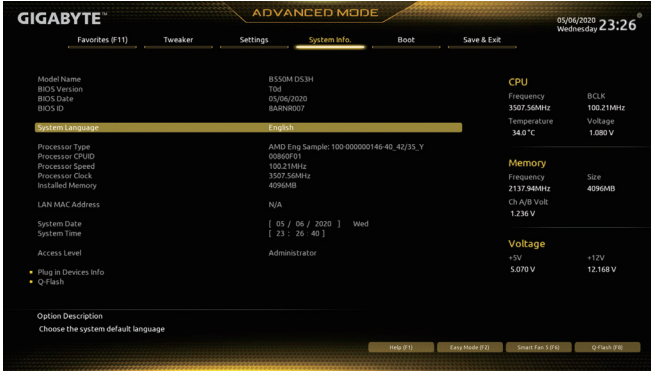 GIGABYTE™
ADVANCED MODE
05/06/2020 Wednesday 23:26
Favorites (F11) Tweaker Settings System Info. Boot Save & Exit
Model Name B550M DS3H
BIOS Version T0d
BIOS Date 05/06/2020
BIOS ID 8ARNR007
System Language English
Processor Type AMD Eng Sample: 100-000000146-40_42/35_Y
Processor CPUID 00860F01
Processor Speed 100.21MHz
Processor Clock 3507.56MHz
Installed Memory 4096MB
LAN MAC Address N/A
System Date [ 05 / 06 / 2020 ] Wed
System Time [ 23 : 26 : 40 ]
Access Level Administrator
Plug in Devices Info
Q-Flash
CPU
Frequency BCLK
3507.56MHz 100.21MHz
Temperature Voltage
34.0 °C 1.080 V
Memory
Frequency Size
2137.94MHz 4096MB
Ch A/B Volt
1.236 V
Voltage
+5V +12V
5.070 V 12.168 V
Option Description
Choose the system default language
Help (F1) Easy Mode (F2) Smart Fan 5 (F6) Q-Flash (F8)